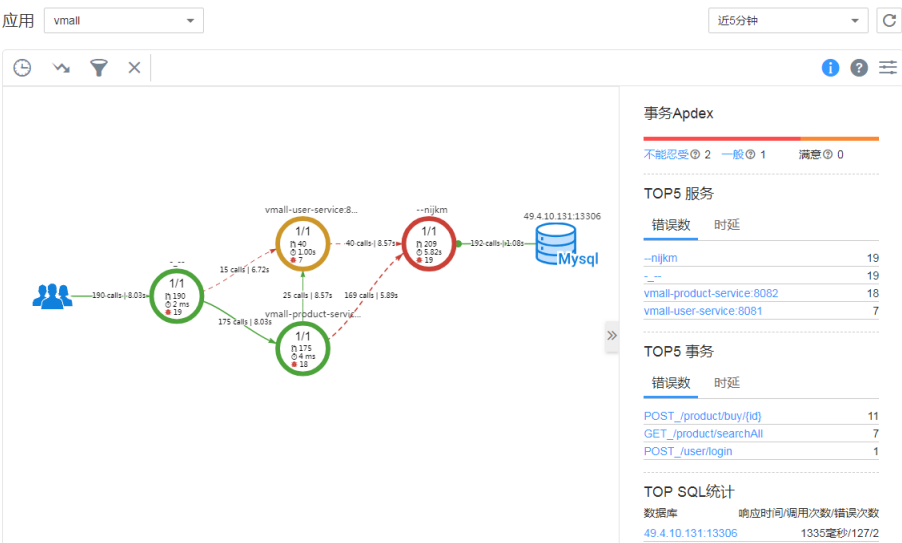 应用 vmall 近5分钟
事务Apdex
不能忍受 2 一般 1 满意 0
TOP5 服务
错误数 时延
--nijkm 19
-_-- 19
vmall-product-service:8082 18
vmall-user-service:8081 7
TOP5 事务
错误数 时延
POST_/product/buy/{id} 11
GET_/product/searchAll 7
POST_/user/login 1
TOP SQL统计
数据库 响应时间/调用次数/错误次数
49.4.10.131:13306 1335毫秒/127/2
vmall-user-service:8...
1/1
40
1.00s
7
--nijkm
1/1
209
5.82s
19
49.4.10.131:13306
Mysql
40 calls | 8.57s
192 calls | 1.08s
15 calls | 6.72s
-_--
1/1
190
2 ms
19
190 calls | 8.03s
25 calls | 8.57s
169 calls | 5.89s
175 calls | 8.03s
vmall-product-servic...
1/1
175
4 ms
18